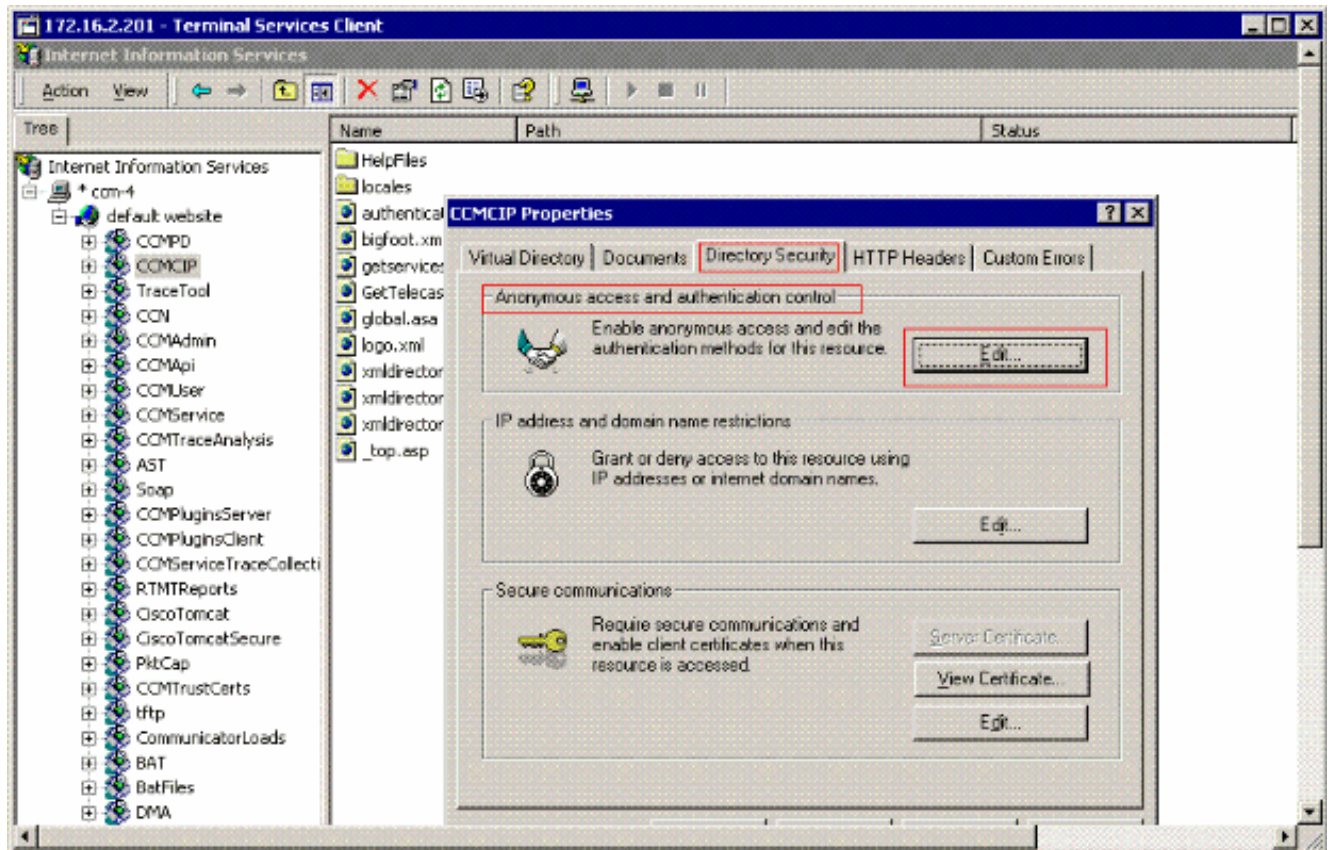 172.16.2.201 - Terminal Services Client
Internet Information Services
Action View
Tree
Name Path Status
Internet Information Services
* ccm-4
default website
CCMPD
CCMCIP
TraceTool
CCN
CCMAdmin
CCMApi
CCMUser
CCMService
CCMTraceAnalysis
AST
Soap
CCMPluginsServer
CCMPluginsClient
CCMServiceTraceCollecti
RTMTReports
CiscoTomcat
CiscoTomcatSecure
PktCap
CCMTrustCerts
tftp
CommunicatorLoads
BAT
BatFiles
DMA
HelpFiles
locales
authentical
bigfoot.xm
getservices
GetTelecas
global.asa
logo.xml
xmldirector
xmldirector
xmldirector
_top.asp
CCMCIP Properties
Virtual Directory Documents Directory Security HTTP Headers Custom Errors
Anonymous access and authentication control
Enable anonymous access and edit the
authentication methods for this resource.
Edit...
IP address and domain name restrictions
Grant or deny access to this resource using
IP addresses or internet domain names.
Edit...
Secure communications
Require secure communications and
enable client certificates when this
resource is accessed.
Server Certificate...
View Certificate...
Edit...